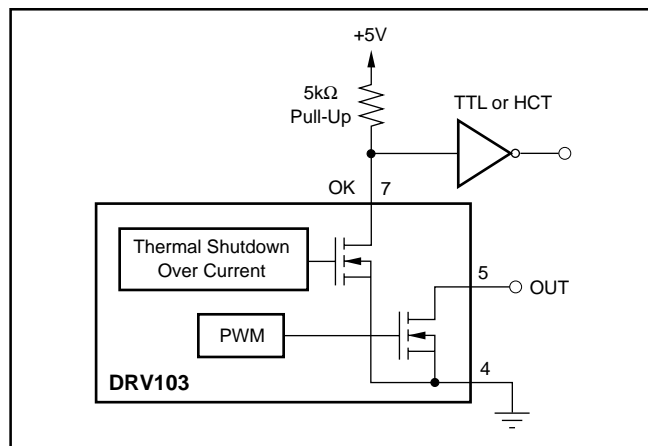 +5V
5kΩ
Pull-Up
TTL or HCT
OK
7
Thermal Shutdown
Over Current
5
OUT
PWM
4
DRV103